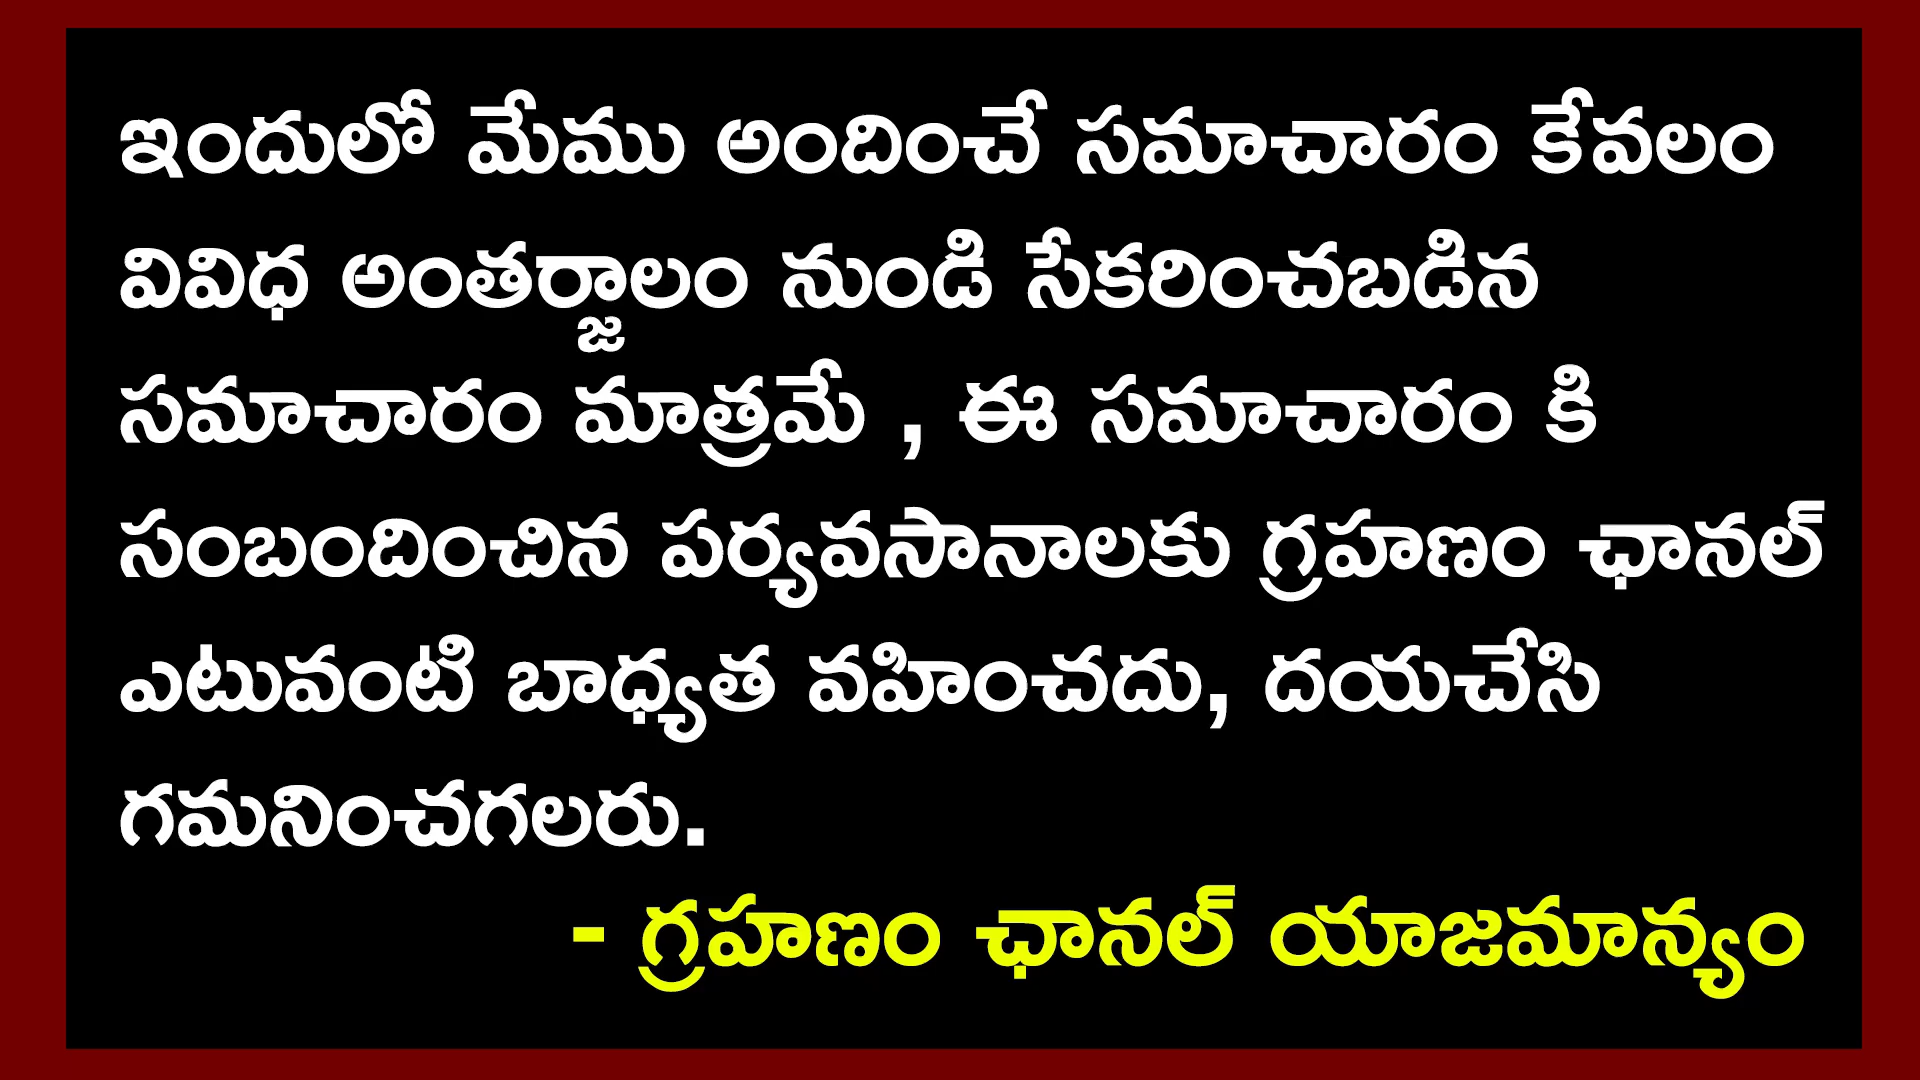 ఇందులో మేము అందించే సమాచారం కేవలం
వివిధ అంతర్జాలం నుండి సేకరించబడిన
సమాచారం మాత్రమే , ఈ సమాచారం కి
సంబందించిన పర్యవసానాలకు గ్రహణం ఛానల్
ఎటువంటి బాధ్యత వహించదు, దయచేసి
గమనించగలరు.
- గ్రహణం ఛానల్ యాజమాన్యం